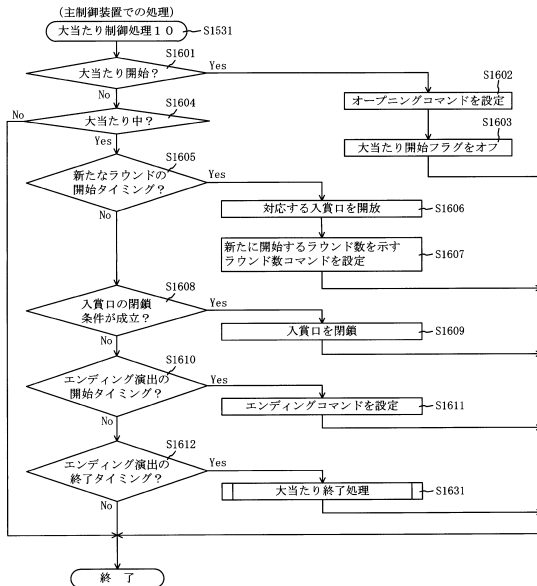 (主制御装置での処理)
大当たり制御処理10
S1531
S1601
大当たり開始?
Yes
No
S1602
オープニングコマンドを設定
S1603
大当たり開始フラグをオフ
S1604
大当たり中?
No
Yes
S1605
新たなラウンドの
開始タイミング?
Yes
No
対応する入賞口を開放
S1606
新たに開始するラウンド数を示す
ラウンド数コマンドを設定
S1607
S1608
入賞口の閉鎖
条件が成立?
Yes
No
入賞口を閉鎖
S1609
S1610
エンディング演出の
開始タイミング?
Yes
No
エンディングコマンドを設定
S1611
S1612
エンディング演出の
終了タイミング?
Yes
No
大当たり終了処理
S1631
終 了